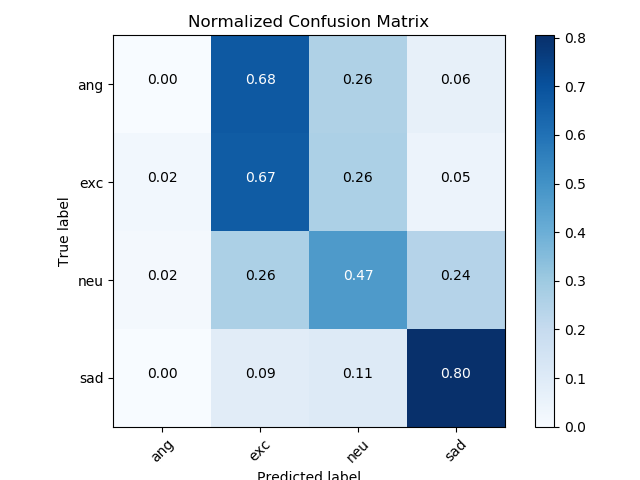 Normalized Confusion Matrix
True label
ang 0.00 0.68 0.26 0.06
exc 0.02 0.67 0.26 0.05
neu 0.02 0.26 0.47 0.24
sad 0.00 0.09 0.11 0.80
ang exc neu sad
Predicted label
0.8
0.7
0.6
0.5
0.4
0.3
0.2
0.1
0.0